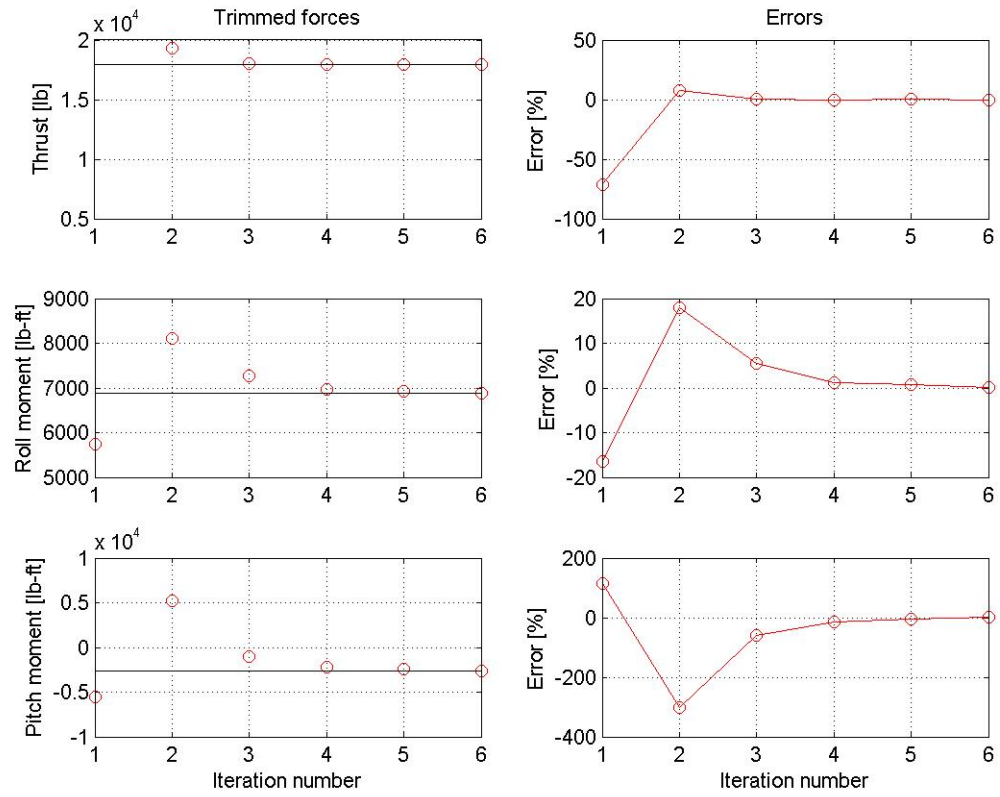 Trimmed forces
x 10^4
Thrust [lb]
2
1.5
1
0.5
1 2 3 4 5 6
Errors
Error [%]
50
0
-50
-100
1 2 3 4 5 6
Roll moment [lb-ft]
9000
8000
7000
6000
5000
1 2 3 4 5 6
Error [%]
20
10
0
-10
-20
1 2 3 4 5 6
x 10^4
Pitch moment [lb-ft]
1
0.5
0
-0.5
-1
1 2 3 4 5 6
Iteration number
Error [%]
200
0
-200
-400
1 2 3 4 5 6
Iteration number